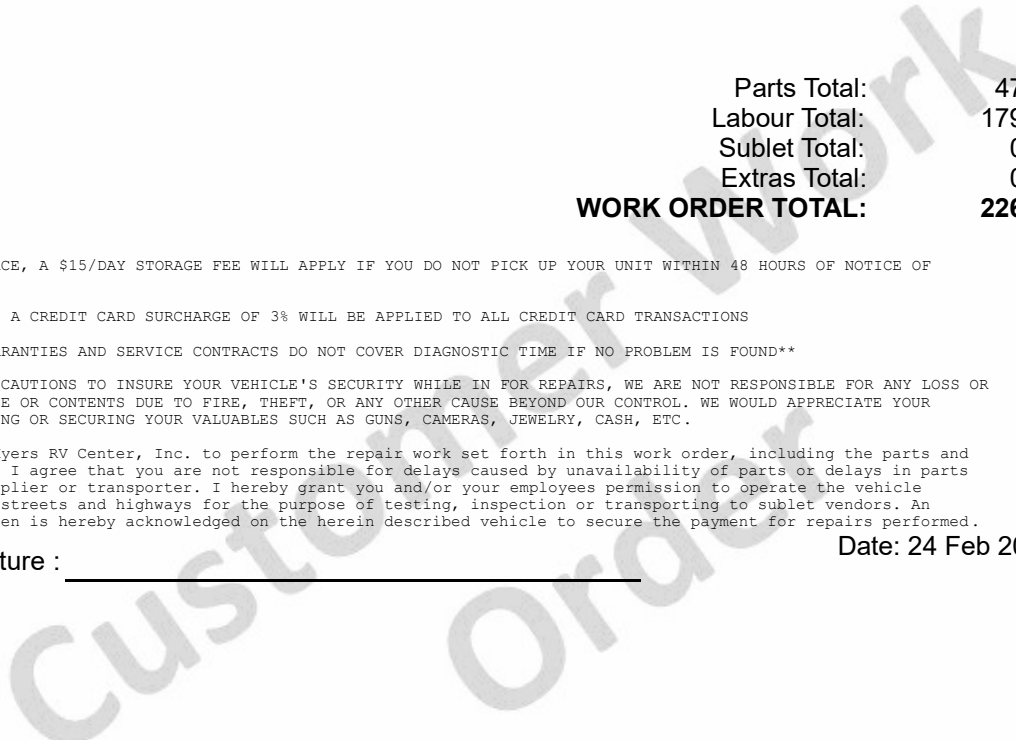 Parts Total: 47
Labour Total: 179
Sublet Total: 0
Extras Total: 0
WORK ORDER TOTAL: 226
CE, A $15/DAY STORAGE FEE WILL APPLY IF YOU DO NOT PICK UP YOUR UNIT WITHIN 48 HOURS OF NOTICE OF
A CREDIT CARD SURCHARGE OF 3% WILL BE APPLIED TO ALL CREDIT CARD TRANSACTIONS
RANTIES AND SERVICE CONTRACTS DO NOT COVER DIAGNOSTIC TIME IF NO PROBLEM IS FOUND**
CAUTIONS TO INSURE YOUR VEHICLE'S SECURITY WHILE IN FOR REPAIRS, WE ARE NOT RESPONSIBLE FOR ANY LOSS OR
E OR CONTENTS DUE TO FIRE, THEFT, OR ANY OTHER CAUSE BEYOND OUR CONTROL. WE WOULD APPRECIATE YOUR
NG OR SECURING YOUR VALUABLES SUCH AS GUNS, CAMERAS, JEWELRY, CASH, ETC.
yers RV Center, Inc. to perform the repair work set forth in this work order, including the parts and
I agree that you are not responsible for delays caused by unavailability of parts or delays in parts
plier or transporter. I hereby grant you and/or your employees permission to operate the vehicle
streets and highways for the purpose of testing, inspection or transporting to sublet vendors. An
en is hereby acknowledged on the herein described vehicle to secure the payment for repairs performed.
ture :
Date: 24 Feb 20
Customer Work
Order